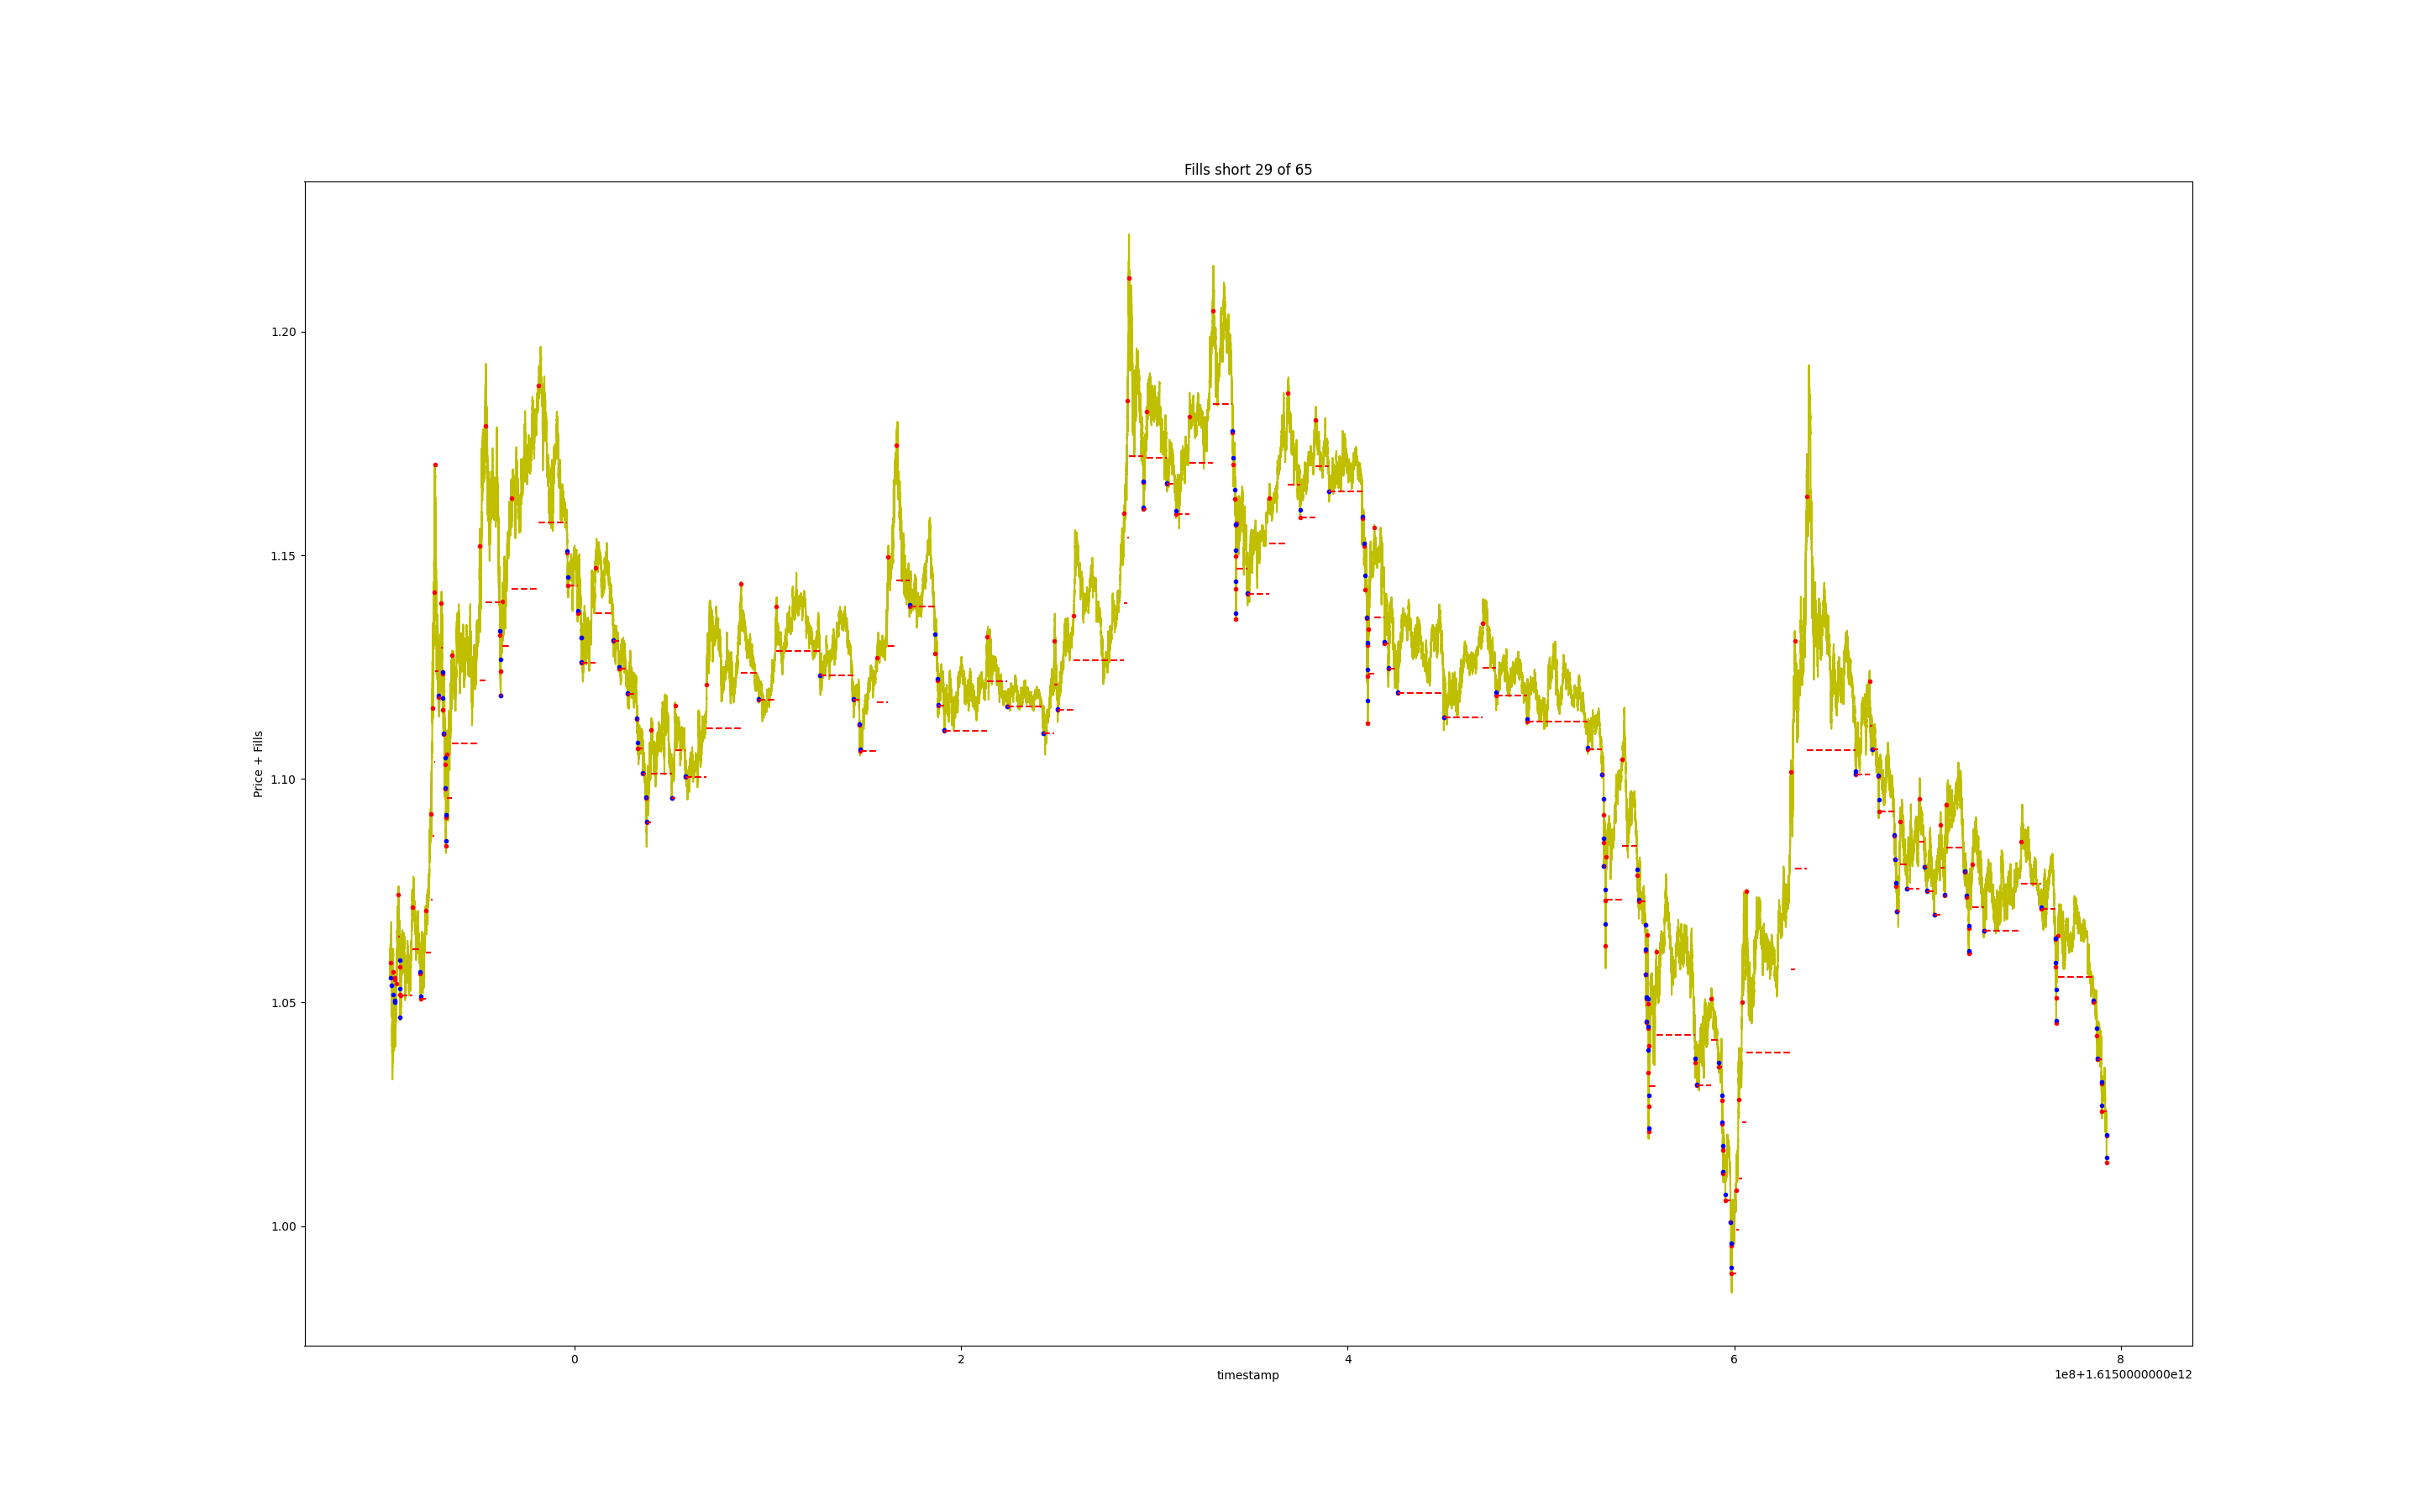 Fills short 29 of 65
1.20
1.15
1.10
1.05
1.00
Price + Fills
0
2
4
6
8
timestamp
1e8+1.6150000000e12